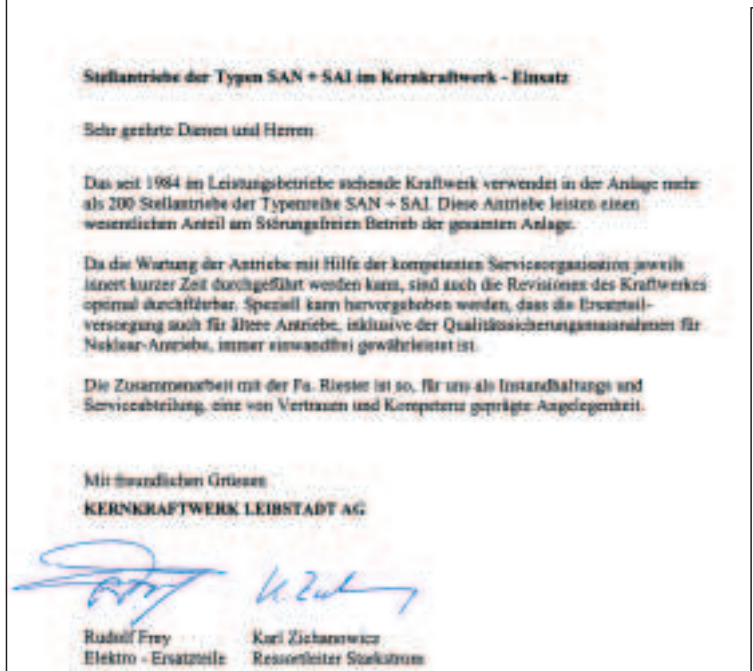 Stellantriebe der Typen SAN + SAI im Kernkraftwerk - Einsatz
Sehr geehrte Damen und Herren
Das seit 1984 im Leistungsbetriebe stehende Kraftwerk verwendet in der Anlage mehr
als 200 Stellantriebe der Typenreihe SAN + SAI. Diese Antriebe leisten einen
wesentlichen Anteil am Störungsfreien Betrieb der gesamten Anlage.
Da die Wartung der Antriebe mit Hilfe der kompetenten Serviceorganisation jeweils
innert kurzer Zeit durchgeführt werden kann, sind auch die Revisionen des Kraftwerkes
optimal durchführbar. Speziell kann hervorgehoben werden, dass die Ersatzteil-
versorgung auch für ältere Antriebe, inklusive der Qualitätssicherungsmassnahmen für
Nuklear-Antriebe, immer einwandfrei gewährleistet ist.
Die Zusammenarbeit mit der Fa. Riester ist so, für uns als Instandhaltungs und
Serviceabteilung, eine von Vertrauen und Kompetenz geprägte Angelegenheit.
Mit freundlichen Grüssen
KERNKRAFTWERK LEIBSTADT AG
Rudolf Frey Karl Zichanowicz
Elektro - Ersatzteile Ressortleiter Starkstrom